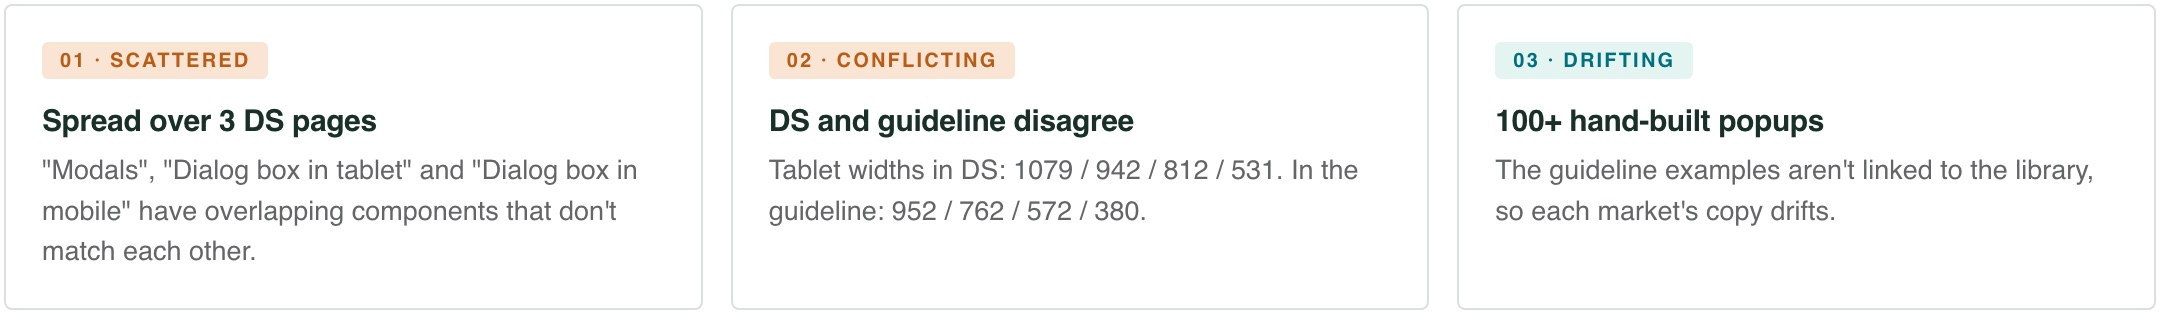 01 · SCATTERED
Spread over 3 DS pages
"Modals", "Dialog box in tablet" and "Dialog box in
mobile" have overlapping components that don't
match each other.
02 · CONFLICTING
DS and guideline disagree
Tablet widths in DS: 1079 / 942 / 812 / 531. In the
guideline: 952 / 762 / 572 / 380.
03 · DRIFTING
100+ hand-built popups
The guideline examples aren't linked to the library,
so each market's copy drifts.